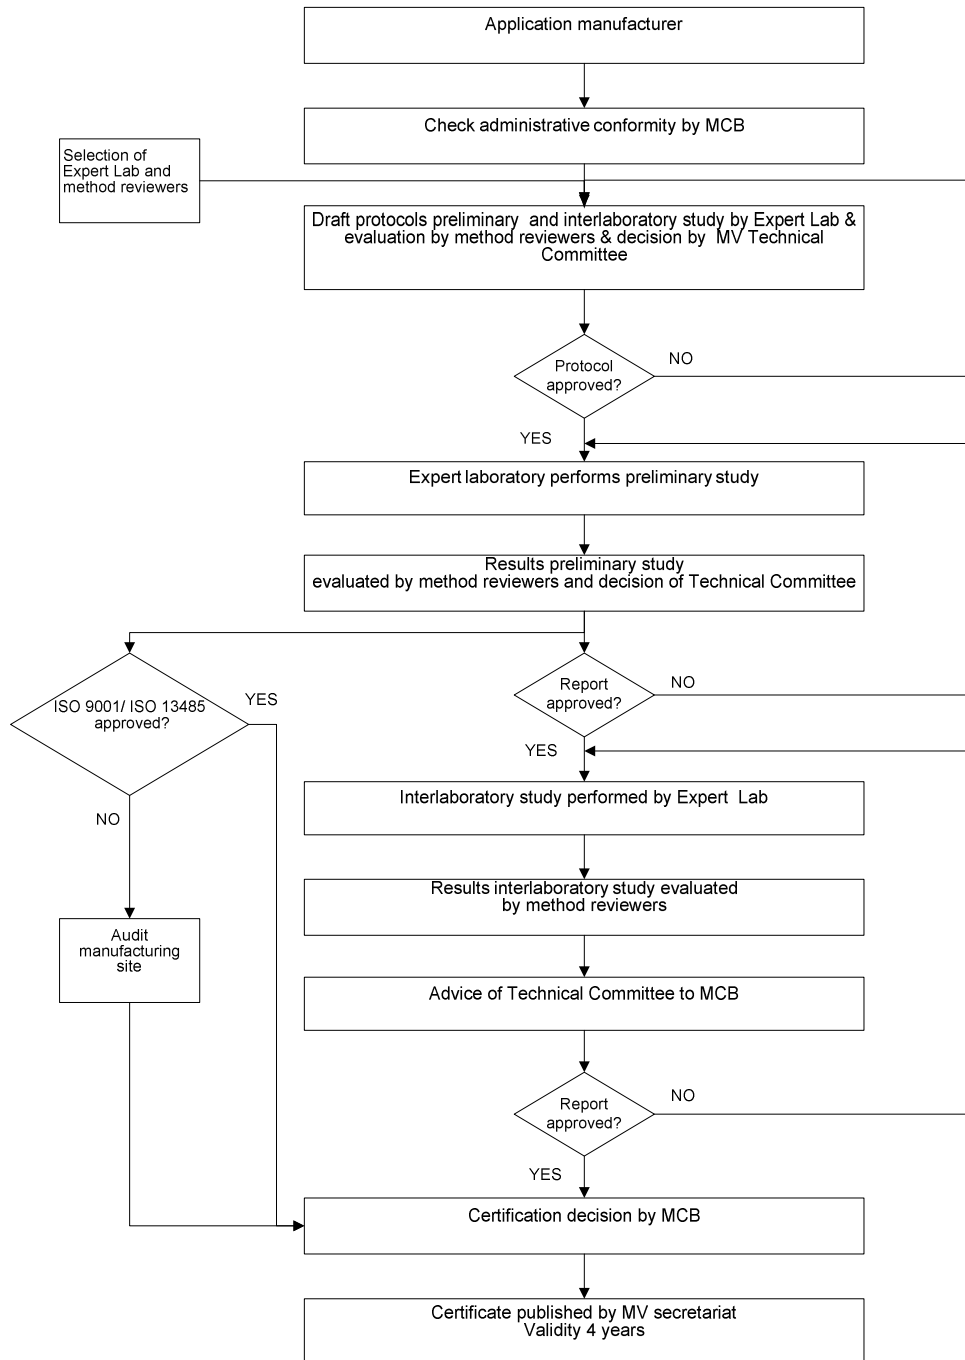 Application manufacturer
Check administrative conformity by MCB
Selection of
Expert Lab and
method reviewers
Draft protocols preliminary and interlaboratory study by Expert Lab &
evaluation by method reviewers & decision by MV Technical
Committee
Protocol
approved?
NO
YES
Expert laboratory performs preliminary study
Results preliminary study
evaluated by method reviewers and decision of Technical Committee
ISO 9001/ ISO 13485
approved?
YES
Report
approved?
NO
YES
NO
Interlaboratory study performed by Expert Lab
Results interlaboratory study evaluated
by method reviewers
Audit
manufacturing
site
Advice of Technical Committee to MCB
Report
approved?
NO
YES
Certification decision by MCB
Certificate published by MV secretariat
Validity 4 years